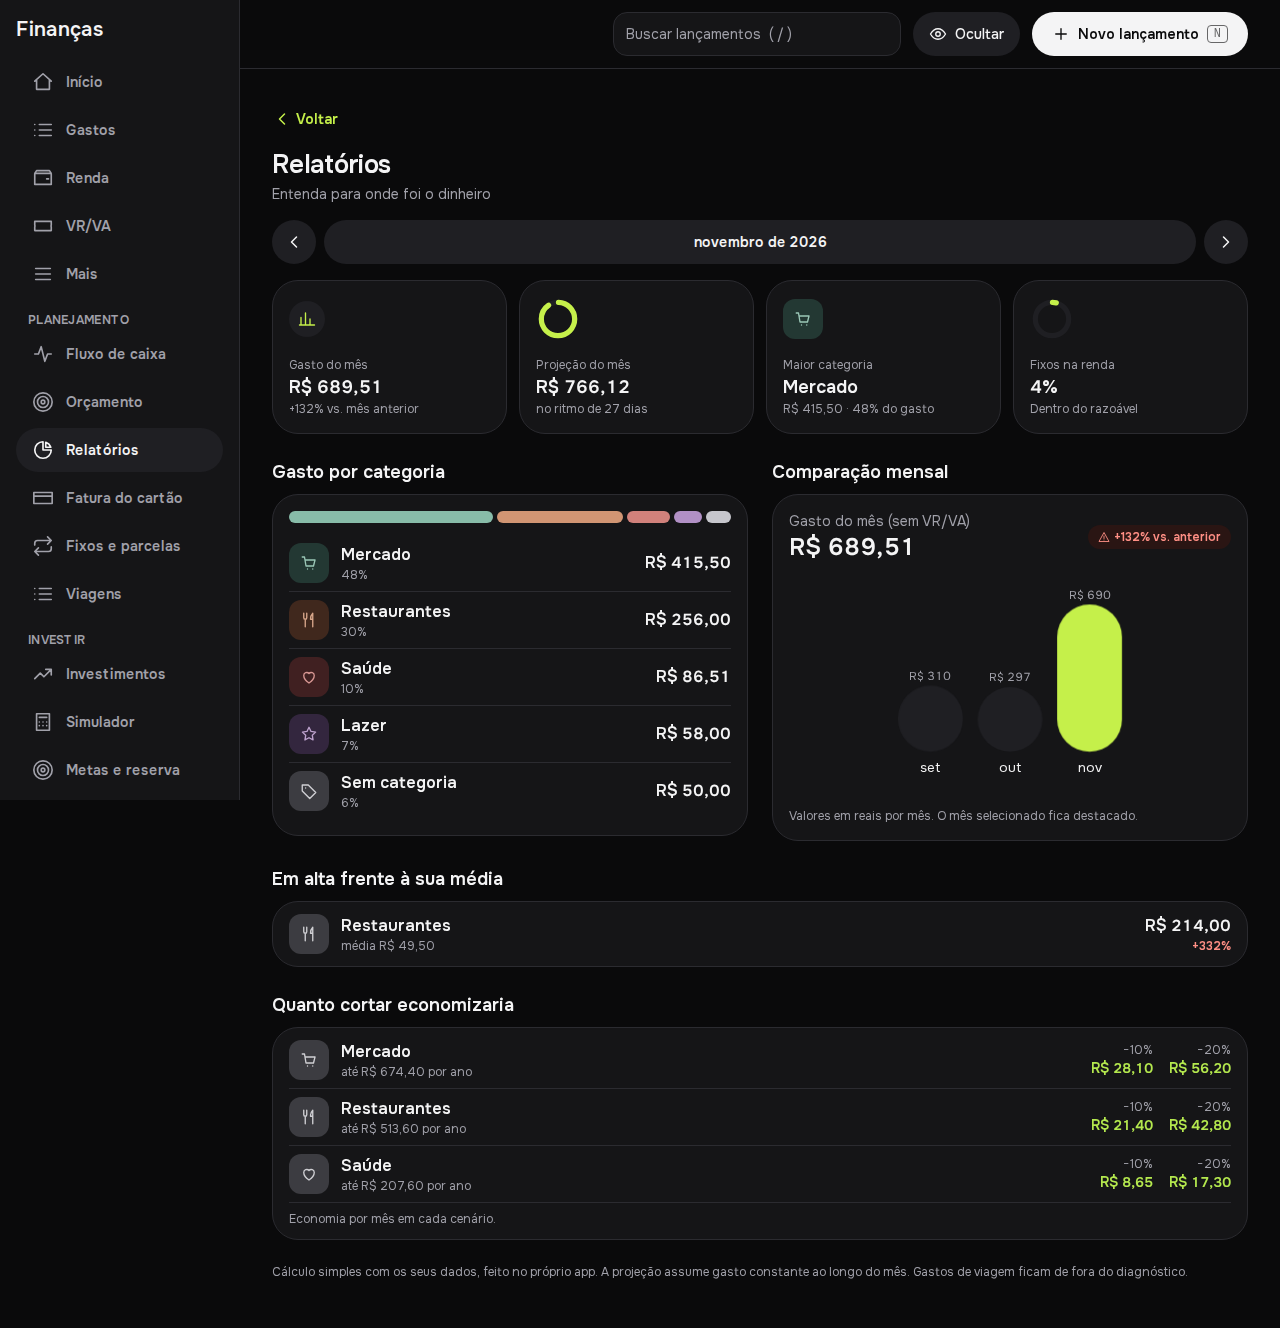 Finanças
Buscar lançamentos ( / )
Ocultar
Novo lançamento N
Início
Gastos
Renda
VR/VA
Mais
PLANEJAMENTO
Fluxo de caixa
Orçamento
Relatórios
Fatura do cartão
Fixos e parcelas
Viagens
INVESTIR
Investimentos
Simulador
Metas e reserva
Voltar
Relatórios
Entenda para onde foi o dinheiro
novembro de 2026
Gasto do mês
R$ 689,51
+132% vs. mês anterior
Projeção do mês
R$ 766,12
no ritmo de 27 dias
Maior categoria
Mercado
R$ 415,50 · 48% do gasto
Fixos na renda
4%
Dentro do razoável
Gasto por categoria
Mercado
48%
R$ 415,50
Restaurantes
30%
R$ 256,00
Saúde
10%
R$ 86,51
Lazer
7%
R$ 58,00
Sem categoria
6%
R$ 50,00
Comparação mensal
Gasto do mês (sem VR/VA)
R$ 689,51
+132% vs. anterior
R$ 310
R$ 297
R$ 690
set
out
nov
Valores em reais por mês. O mês selecionado fica destacado.
Em alta frente à sua média
Restaurantes
média R$ 49,50
R$ 214,00
+332%
Quanto cortar economizaria
Mercado
até R$ 674,40 por ano
-10%
R$ 28,10
-20%
R$ 56,20
Restaurantes
até R$ 513,60 por ano
-10%
R$ 21,40
-20%
R$ 42,80
Saúde
até R$ 207,60 por ano
-10%
R$ 8,65
-20%
R$ 17,30
Economia por mês em cada cenário.
Cálculo simples com os seus dados, feito no próprio app. A projeção assume gasto constante ao longo do mês. Gastos de viagem ficam de fora do diagnóstico.